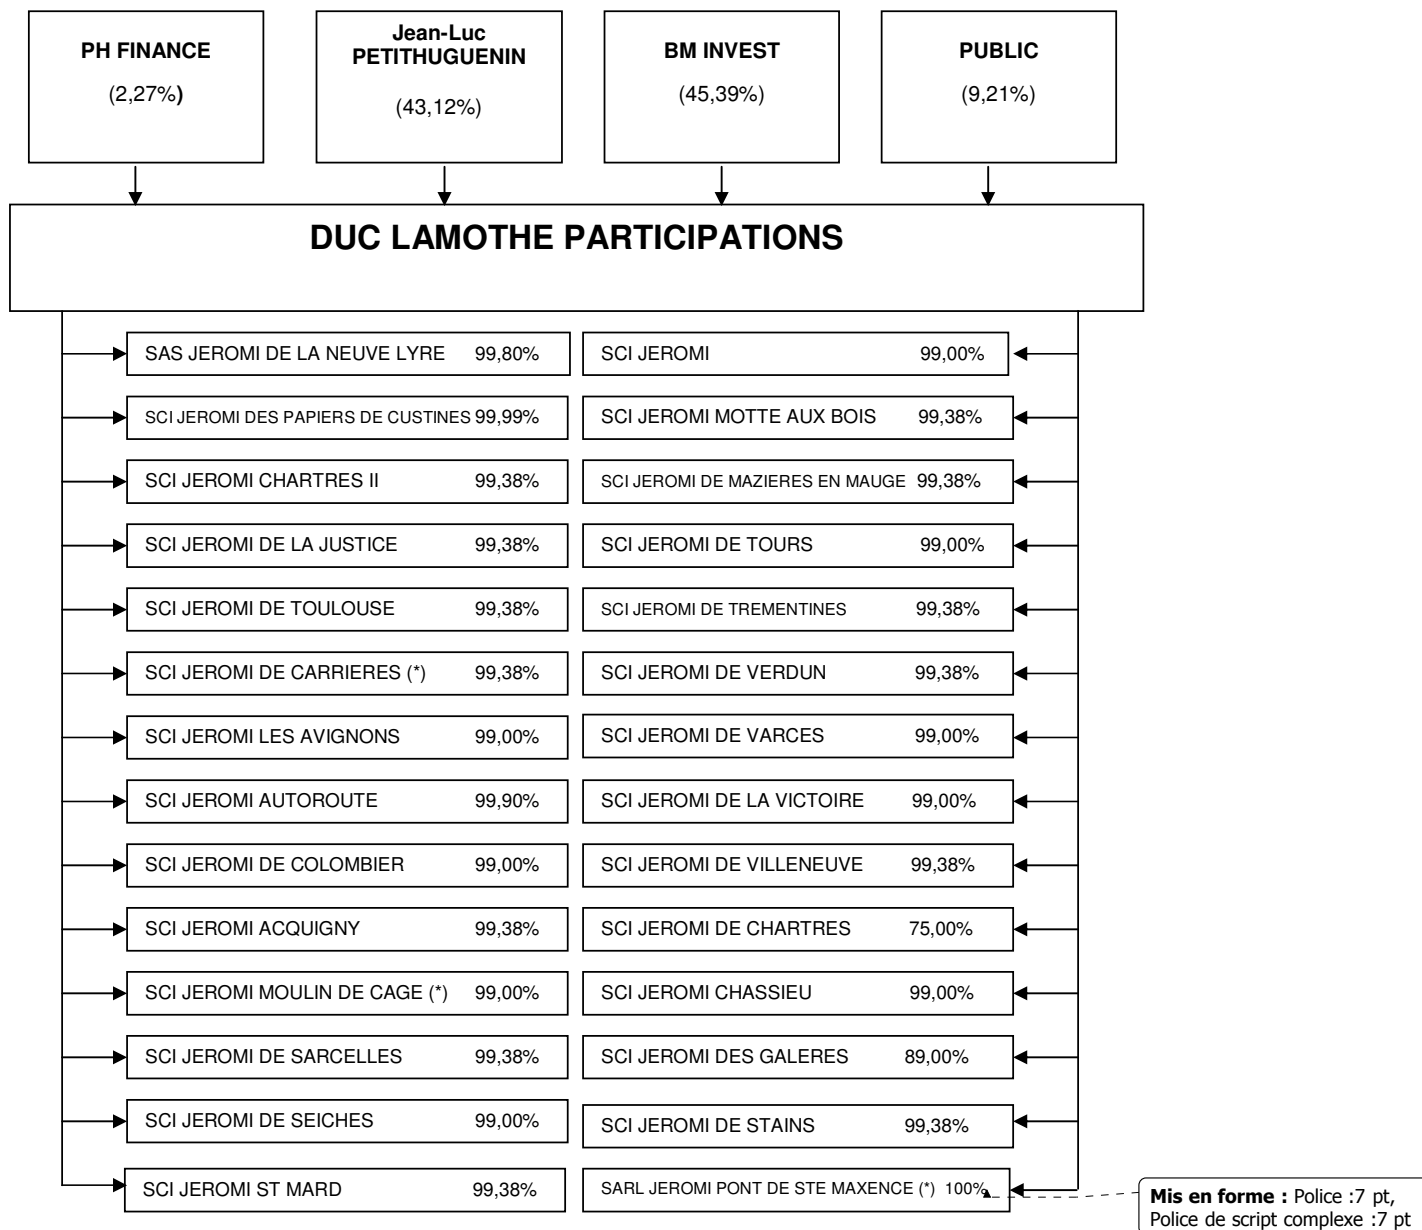 PH FINANCE
(2,27%)
Jean-Luc
PETITHUGUENIN
(43,12%)
BM INVEST
(45,39%)
PUBLIC
(9,21%)
DUC LAMOTHE PARTICIPATIONS
SAS JEROMI DE LA NEUVE LYRE 99,80%
SCI JEROMI 99,00%
SCI JEROMI DES PAPIERS DE CUSTINES 99,99%
SCI JEROMI MOTTE AUX BOIS 99,38%
SCI JEROMI CHARTRES II 99,38%
SCI JEROMI DE MAZIERES EN MAUGE 99,38%
SCI JEROMI DE LA JUSTICE 99,38%
SCI JEROMI DE TOURS 99,00%
SCI JEROMI DE TOULOUSE 99,38%
SCI JEROMI DE TREMENTINES 99,38%
SCI JEROMI DE CARRIERES (*) 99,38%
SCI JEROMI DE VERDUN 99,38%
SCI JEROMI LES AVIGNONS 99,00%
SCI JEROMI DE VARCES 99,00%
SCI JEROMI AUTOROUTE 99,90%
SCI JEROMI DE LA VICTOIRE 99,00%
SCI JEROMI DE COLOMBIER 99,00%
SCI JEROMI DE VILLENEUVE 99,38%
SCI JEROMI ACQUIGNY 99,38%
SCI JEROMI DE CHARTRES 75,00%
SCI JEROMI MOULIN DE CAGE (*) 99,00%
SCI JEROMI CHASSIEU 99,00%
SCI JEROMI DE SARCELLES 99,38%
SCI JEROMI DES GALERES 89,00%
SCI JEROMI DE SEICHES 99,00%
SCI JEROMI DE STAINS 99,38%
SCI JEROMI ST MARD 99,38%
SARL JEROMI PONT DE STE MAXENCE (*) 100%
Mis en forme : Police :7 pt,
Police de script complexe :7 pt